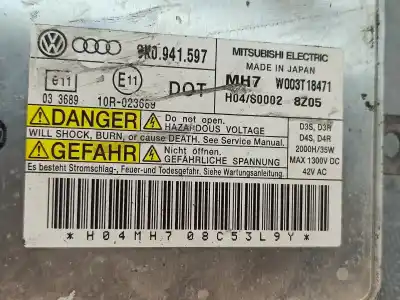 8K0.941.597
MITSUBISHI ELECTRIC
MADE IN JAPAN
e11
E11
DOT
MH7 W003T18471
03 3689
10R-023689
H04/S0002 8Z05
DANGER
Do not open.
HAZARDOUS VOLTAGE
WILL SHOCK, BURN, or cause DEATH. See Service Manual.
GEFAHR
Nicht öffnen.
GEFÄHRLICHE SPANNUNG
Es besteht Stromschlag-, Feuer-und Todesgefahr. Siehe Wartungsanleitung.
D3S, D3R
D4S, D4R
2000H/35W
MAX 1300V DC
42V AC
*H04MH708C53L9Y*